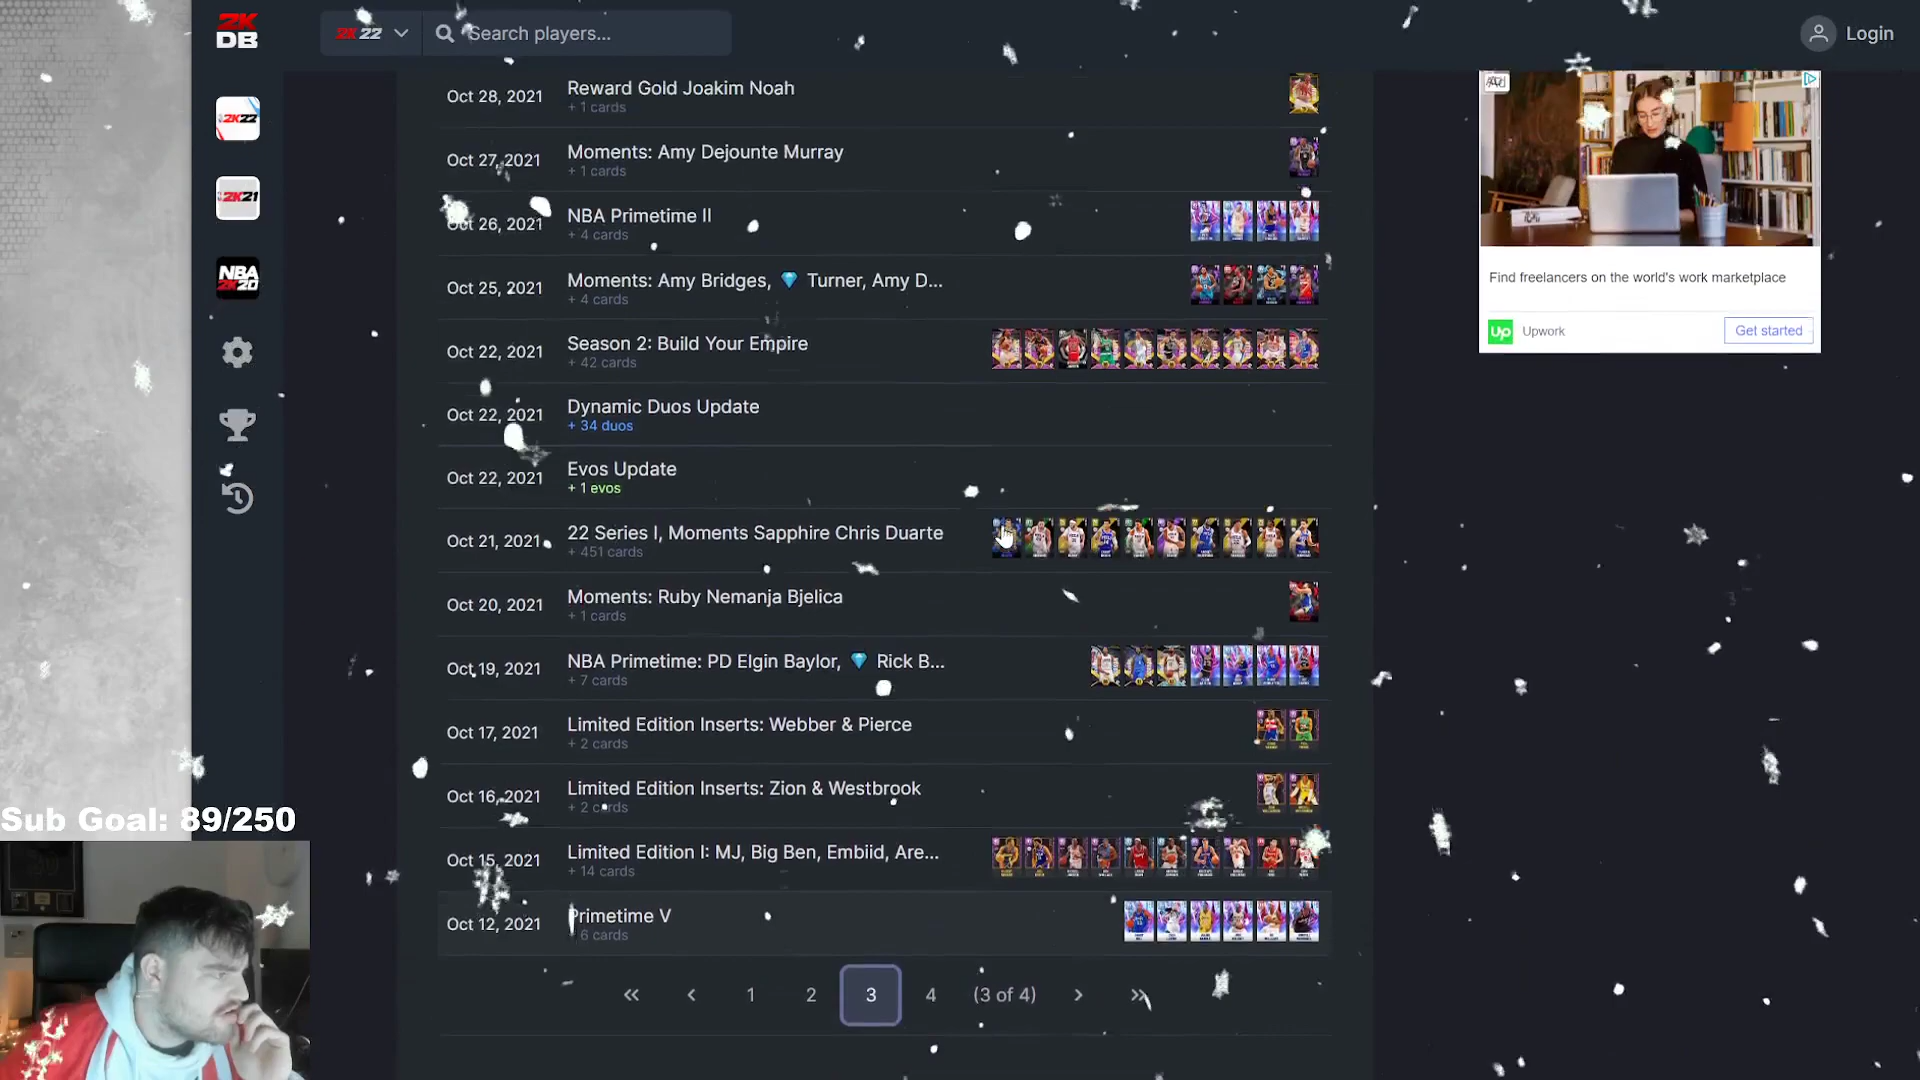 2K
DB
2K22
Search players...
Login
2K22
2K21
NBA
2K20
Oct 28, 2021
Reward Gold Joakim Noah
+ 1 cards
Oct 27, 2021
Moments: Amy Dejounte Murray
+ 1 cards
Oct 26, 2021
NBA Primetime II
+ 4 cards
Oct 25, 2021
Moments: Amy Bridges, 💎 Turner, Amy D...
+ 4 cards
Oct 22, 2021
Season 2: Build Your Empire
+ 42 cards
Oct 22, 2021
Dynamic Duos Update
+ 34 duos
Oct 22, 2021
Evos Update
+ 1 evos
Oct 21, 2021
22 Series I, Moments Sapphire Chris Duarte
+ 451 cards
Oct 20, 2021
Moments: Ruby Nemanja Bjelica
+ 1 cards
Oct 19, 2021
NBA Primetime: PD Elgin Baylor, 💎 Rick B...
+ 7 cards
Oct 17, 2021
Limited Edition Inserts: Webber & Pierce
+ 2 cards
Oct 16, 2021
Limited Edition Inserts: Zion & Westbrook
+ 2 cards
Oct 15, 2021
Limited Edition I: MJ, Big Ben, Embiid, Are...
+ 14 cards
Oct 12, 2021
Primetime V
6 cards
« ‹ 1 2 3 4 (3 of 4) › »
Find freelancers on the world's work marketplace
Up
Upwork
Get started
Sub Goal: 89/250